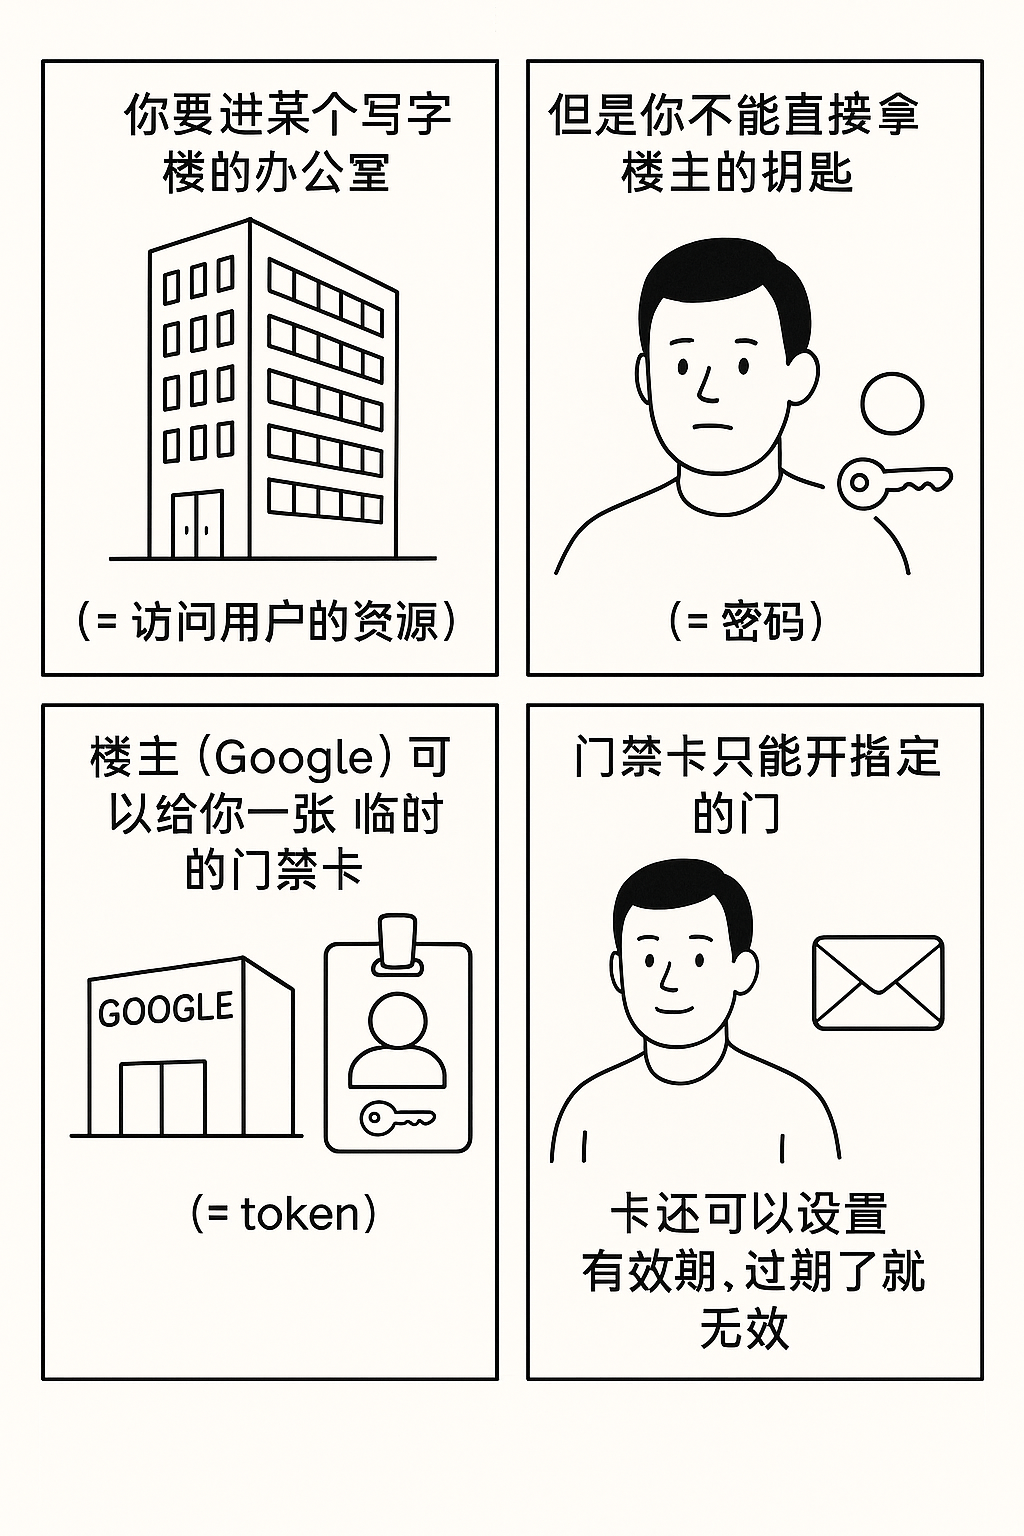 你要进某个写字
楼的办公室
(= 访问用户的资源)
但是你不能直接拿
楼主的钥匙
(= 密码)
楼主 (Google) 可
以给你一张 临时
的门禁卡
GOOGLE
(= token)
门禁卡只能开指定
的门
卡还可以设置
有效期,过期了就
无效